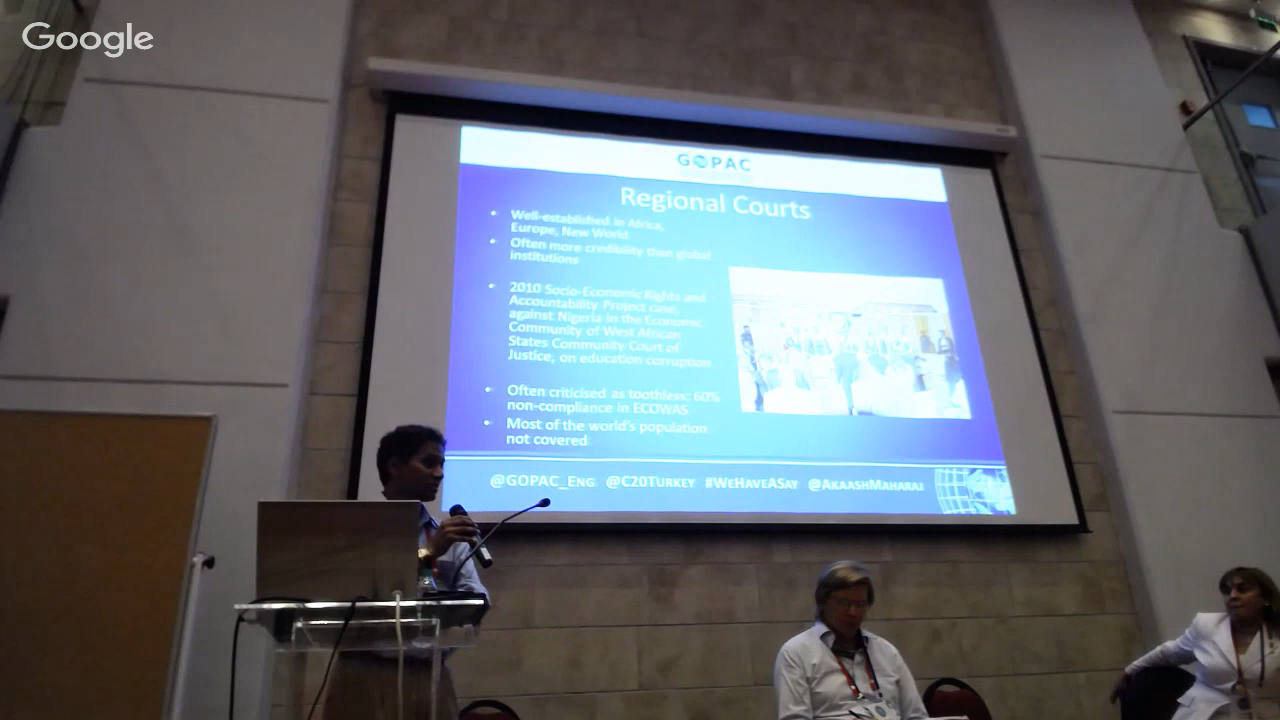 Google
GOPAC
Regional Courts
• Well-established in Africa,
Europe, New World
• Often more credibility than global
institutions
• 2010 Socio-Economic Rights and
Accountability Project case,
against Nigeria in the Economic
Community of West African
States Community Court of
Justice, on education corruption
• Often criticised as toothless: 60%
non-compliance in ECOWAS
• Most of the world's population
not covered
@GOPAC_Eng @C20Turkey #WeHaveASay @AkaashMaharaj